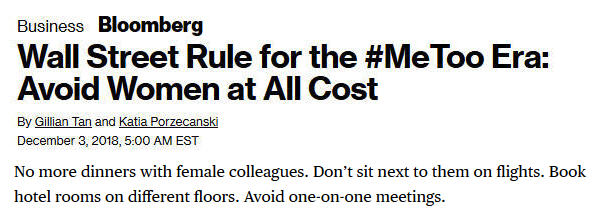 Business Bloomberg
Wall Street Rule for the #MeToo Era:
Avoid Women at All Cost
By Gillian Tan and Katia Porzecanski
December 3, 2018, 5:00 AM EST
No more dinners with female colleagues. Don’t sit next to them on flights. Book
hotel rooms on different floors. Avoid one-on-one meetings.